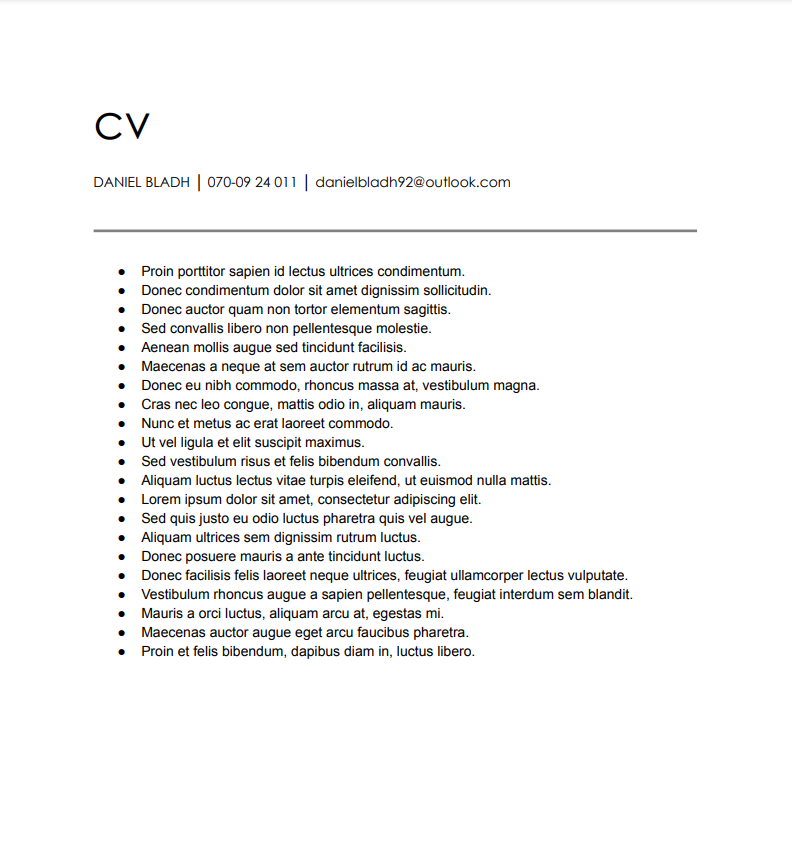 CV
DANIEL BLADH | 070-09 24 011 | danielbladh92@outlook.com
● Proin porttitor sapien id lectus ultrices condimentum.
● Donec condimentum dolor sit amet dignissim sollicitudin.
● Donec auctor quam non tortor elementum sagittis.
● Sed convallis libero non pellentesque molestie.
● Aenean mollis augue sed tincidunt facilisis.
● Maecenas a neque at sem auctor rutrum id ac mauris.
● Donec eu nibh commodo, rhoncus massa at, vestibulum magna.
● Cras nec leo congue, mattis odio in, aliquam mauris.
● Nunc et metus ac erat laoreet commodo.
● Ut vel ligula et elit suscipit maximus.
● Sed vestibulum risus et felis bibendum convallis.
● Aliquam luctus lectus vitae turpis eleifend, ut euismod nulla mattis.
● Lorem ipsum dolor sit amet, consectetur adipiscing elit.
● Sed quis justo eu odio luctus pharetra quis vel augue.
● Aliquam ultrices sem dignissim rutrum luctus.
● Donec posuere mauris a ante tincidunt luctus.
● Donec facilisis felis laoreet neque ultrices, feugiat ullamcorper lectus vulputate.
● Vestibulum rhoncus augue a sapien pellentesque, feugiat interdum sem blandit.
● Mauris a orci luctus, aliquam arcu at, egestas mi.
● Maecenas auctor augue eget arcu faucibus pharetra.
● Proin et felis bibendum, dapibus diam in, luctus libero.